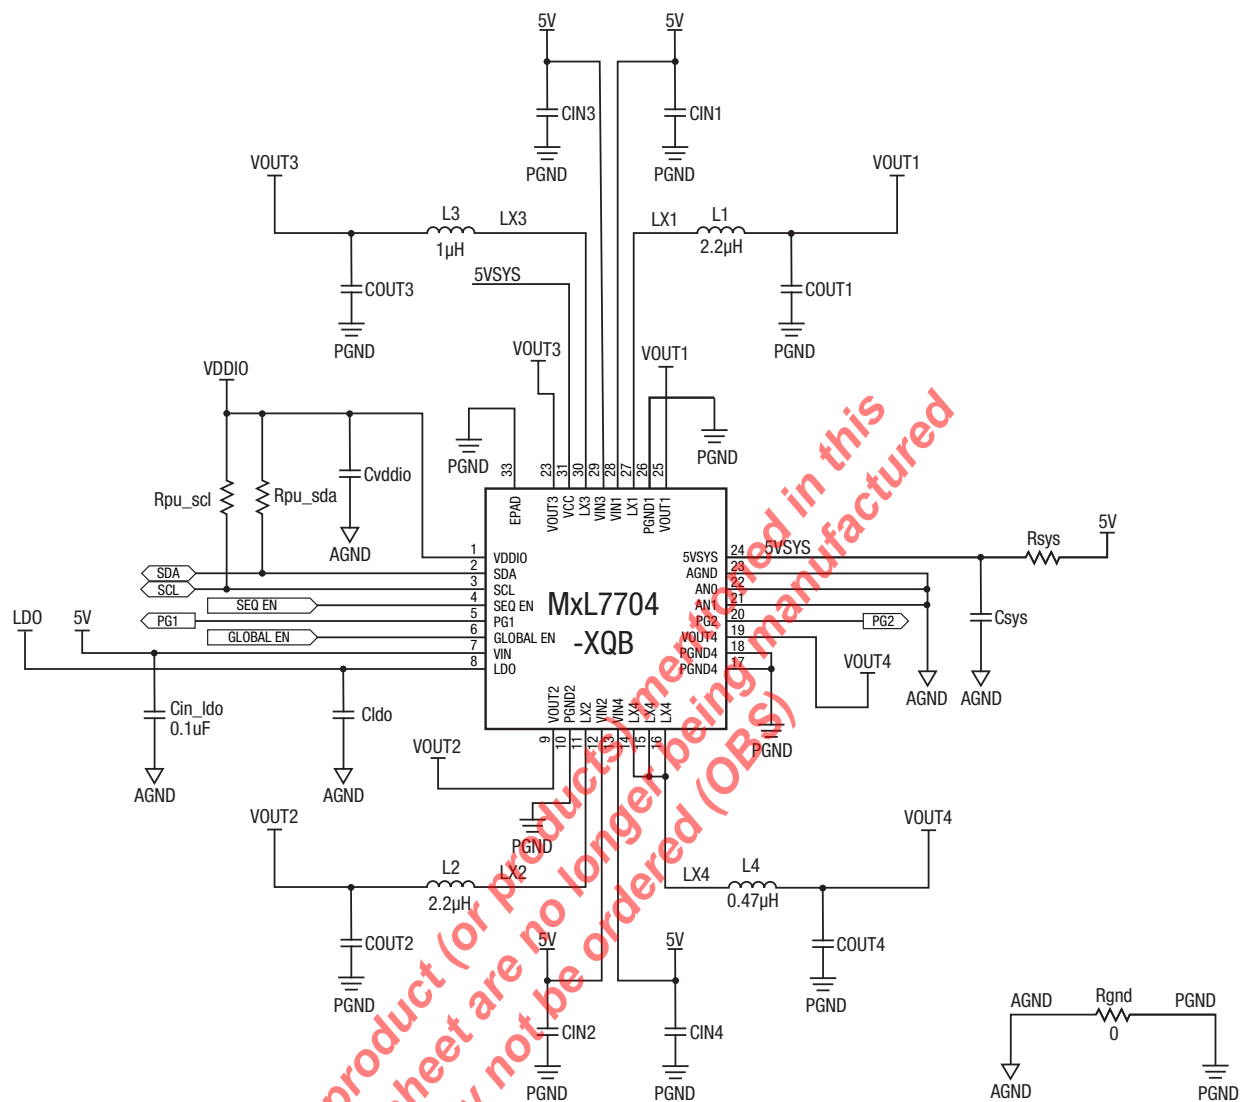 5V
5V
CIN3
CIN1
PGND
PGND
VOUT3
VOUT1
L3
LX3
1µH
LX1
L1
2.2µH
COUT3
5VSYS
COUT1
PGND
PGND
VOUT3
VOUT1
VDDIO
Rpu_scl
Rpu_sda
Cvddio
AGND
PGND
PGND
33
23
31
30
29
28
27
26
25
EPAD
VOUT3
VCC
LX3
VIN3
VIN1
LX1
PGND1
VOUT1
1
VDDIO
SDA
2
SDA
SCL
3
SCL
SEQ EN
4
SEQ EN
PG1
5
PG1
GLOBAL EN
6
GLOBAL EN
7
VIN
8
LDO
MxL7704
-XQB
5VSYS
24
5VSYS
AGND
23
AN0
22
AN1
21
PG2
20
PG2
VOUT4
19
PGND4
18
PGND4
17
Rsys
5V
Csys
AGND
AGND
VOUT4
PGND
LDO
5V
Cin_ldo
0.1uF
AGND
Cldo
AGND
VOUT2
PGND2
LX2
VIN2
VIN4
LX4
LX4
LX4
9
10
11
12
13
14
15
16
VOUT2
PGND
VOUT2
L2
LX2
2.2µH
COUT2
PGND
VOUT4
LX4
L4
0.47µH
COUT4
PGND
5V
5V
CIN2
CIN4
PGND
PGND
AGND
Rgnd
PGND
0
AGND
PGND
product (or products) mentioned in this
sheet are no longer being manufactured
not be ordered (OBS)